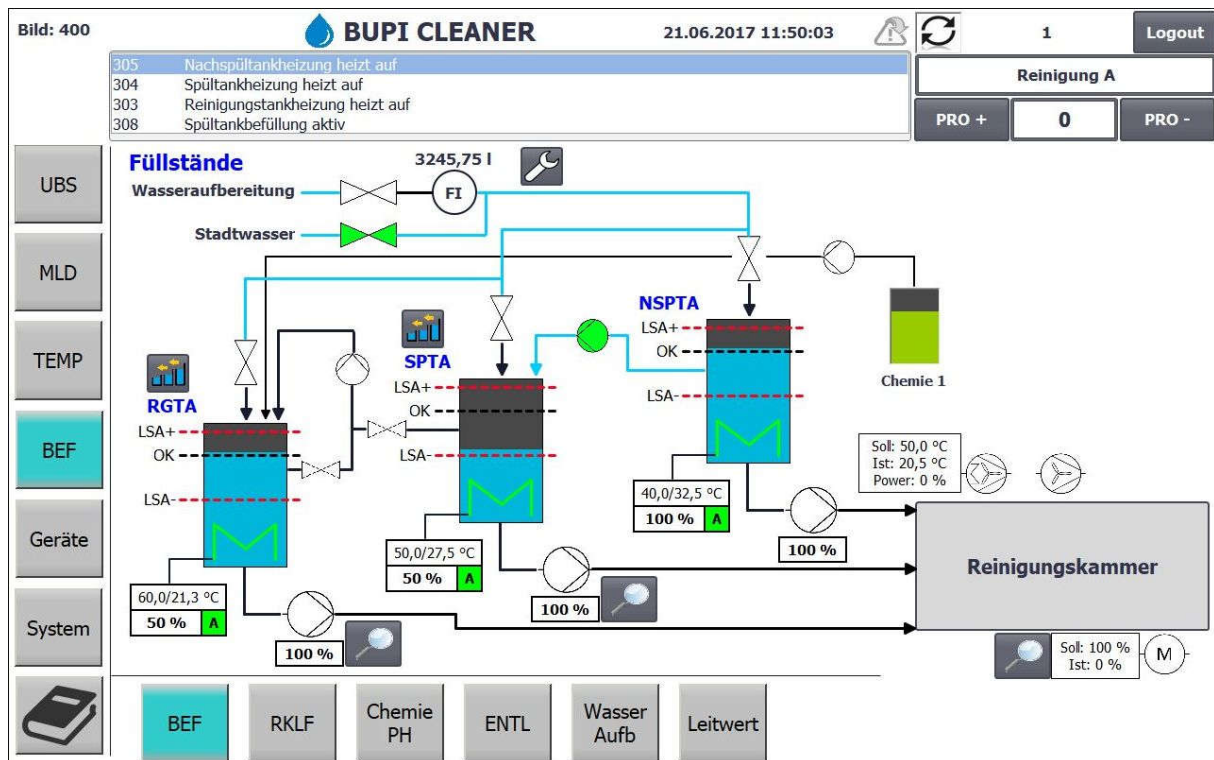 Bild: 400
BUPI CLEANER
21.06.2017 11:50:03
1
Logout
305 Nachspültankheizung heizt auf
304 Spültankheizung heizt auf
303 Reinigungstankheizung heizt auf
308 Spültankbefüllung aktiv
Reinigung A
PRO +
0
PRO -
UBS
MLD
TEMP
BEF
Geräte
System
Füllstände
3245,75 l
Wasseraufbereitung
FI
Stadtwasser
NSPTA
LSA+
OK
LSA-
SPTA
LSA+
OK
LSA-
RGTA
LSA+
OK
LSA-
Chemie 1
Soll: 50,0 °C
Ist: 20,5 °C
Power: 0 %
40,0/32,5 °C
100 % A
100 %
50,0/27,5 °C
50 % A
100 %
60,0/21,3 °C
50 % A
100 %
Reinigungskammer
Soll: 100 %
Ist: 0 %
M
BEF
RKLF
Chemie
PH
ENTL
Wasser
Aufb
Leitwert